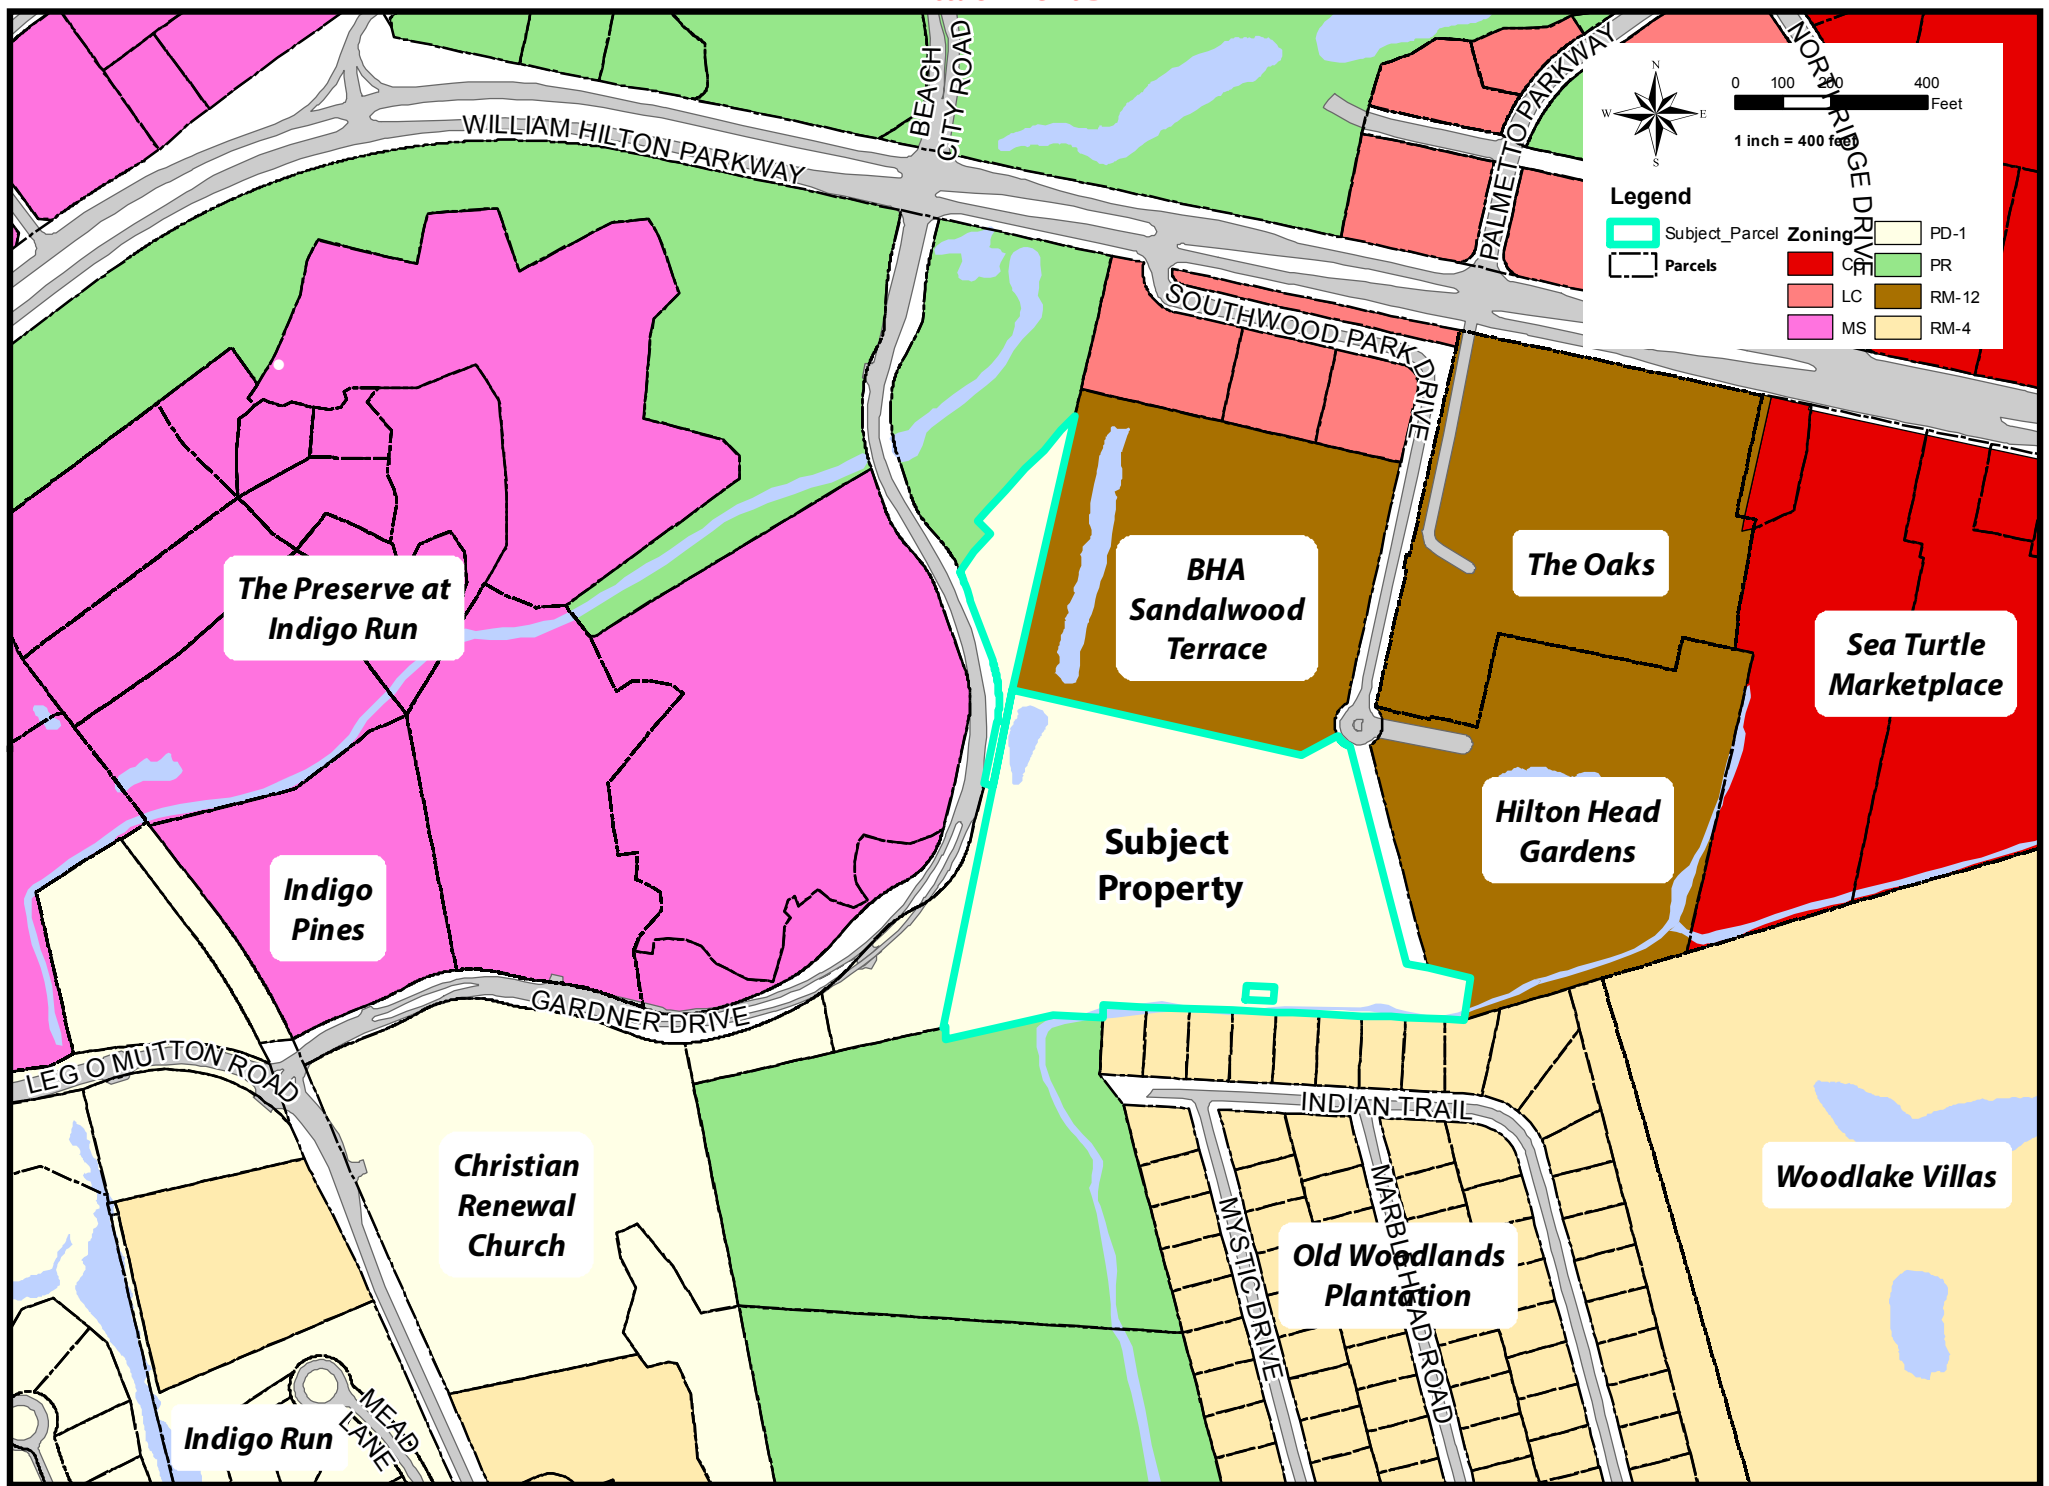 BEACH
CITY ROAD
WILLIAM HILTON PARKWAY
PALMETTO PARKWAY
NORTHRIDGE DRIVE
N
W
E
S
0
100
200
400
Feet
1 inch = 400 feet
Legend
Subject_Parcel
Parcels
Zoning
CC
LC
MS
PD-1
PR
RM-12
RM-4
SOUTHWOOD PARK DRIVE
The Preserve at
Indigo Run
BHA
Sandalwood
Terrace
The Oaks
Sea Turtle
Marketplace
Subject
Property
Hilton Head
Gardens
Indigo
Pines
GARDNER DRIVE
LEG O MUTTON ROAD
INDIAN TRAIL
Christian
Renewal
Church
Woodlake Villas
MYSTIC DRIVE
MARBLEHEAD ROAD
Old Woodlands
Plantation
Indigo Run
MEAD
LANE